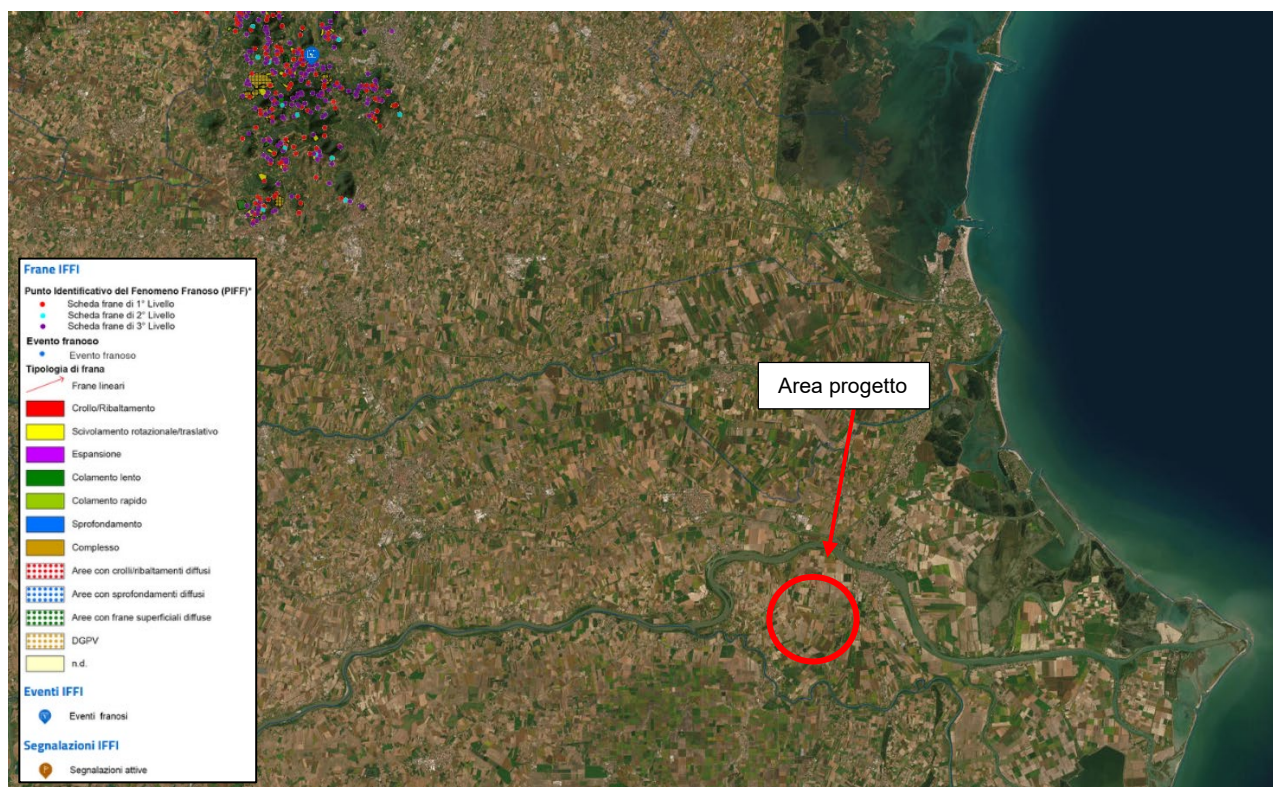 Area progetto
Frane IFFI
Punto Identificativo del Fenomeno Franoso (PIFF)*
Scheda frane di 1° Livello
Scheda frane di 2° Livello
Scheda frane di 3° Livello
Evento franoso
Evento franoso
Tipologia di frana
Frane lineari
Crollo/Ribaltamento
Scivolamento rotazionale/traslativo
Espansione
Colamento lento
Colamento rapido
Sprofondamento
Complesso
Aree con crolli/ribaltamenti diffusi
Aree con sprofondamenti diffusi
Aree con frane superficiali diffuse
DGPV
n.d.
Eventi IFFI
Eventi franosi
Segnalazioni IFFI
Segnalazioni attive